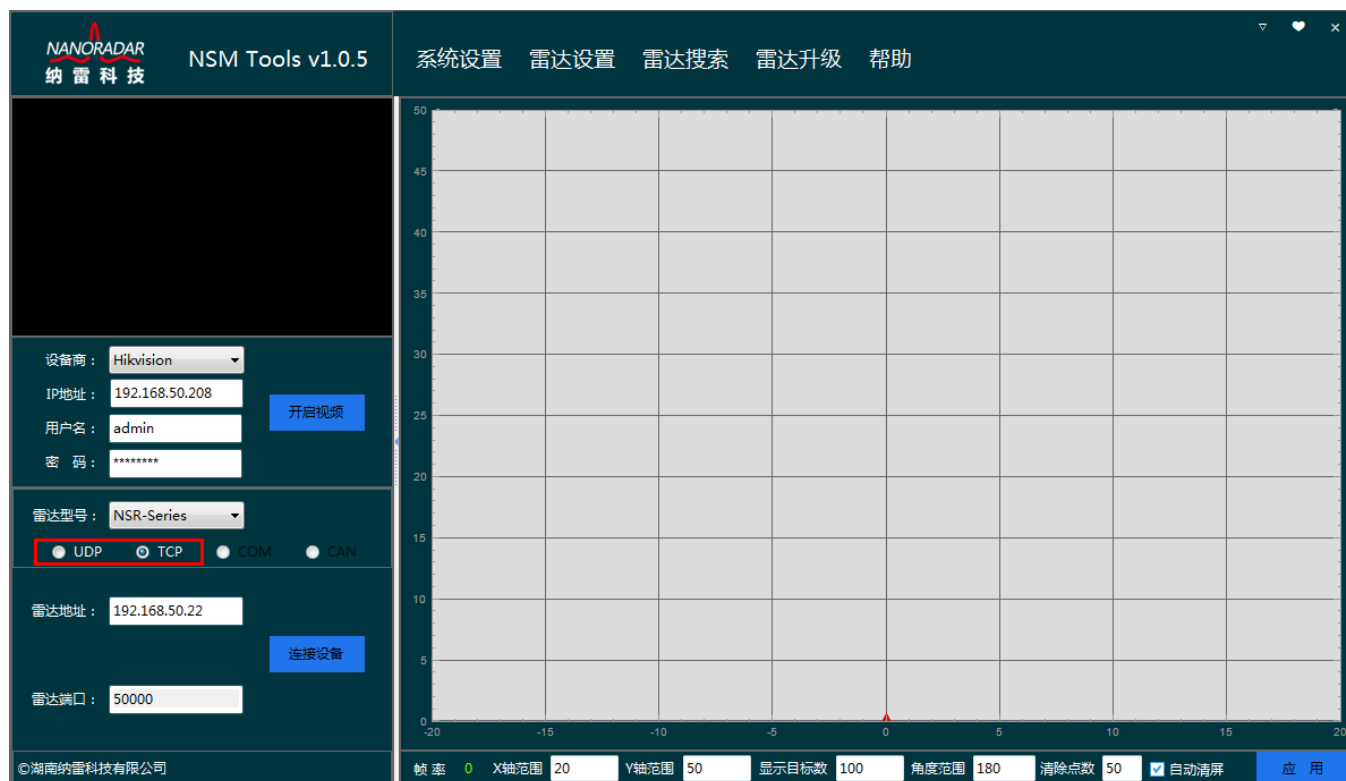 NANORADAR
纳雷科技
NSM Tools v1.0.5
系统设置 雷达设置 雷达搜索 雷达升级 帮助
设备商： Hikvision
IP地址： 192.168.50.208
开启视频
用户名： admin
密 码： ********
雷达型号： NSR-Series
UDP TCP COM CAN
雷达地址： 192.168.50.22
连接设备
雷达端口： 50000
©湖南纳雷科技有限公司
50
45
40
35
30
25
20
15
10
5
0
-20 -15 -10 -5 0 5 10 15 20
帧率 0 X轴范围 20 Y轴范围 50 显示目标数 100 角度范围 180 清除点数 50 自动清屏 应 用